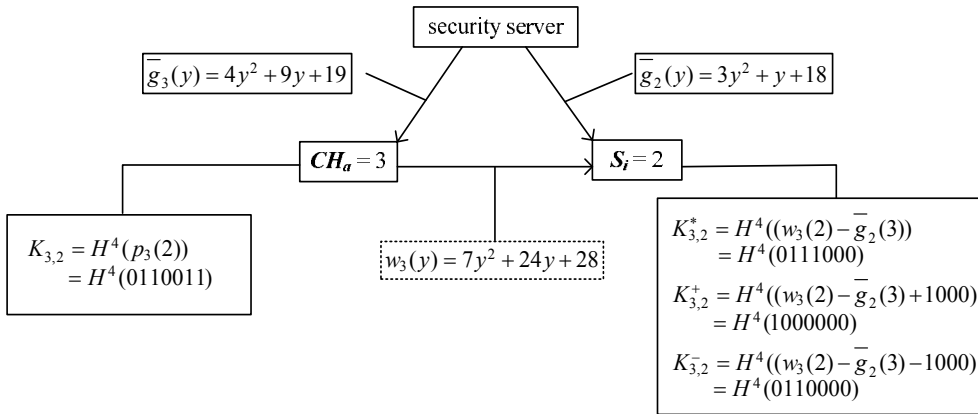 security server
g̅₃(y) = 4y² + 9y + 19
g̅₂(y) = 3y² + y + 18
CHₐ = 3
Sᵢ = 2
K₃,₂ = H⁴(p₃(2))
= H⁴(0110011)
w₃(y) = 7y² + 24y + 28
K*₃,₂ = H⁴((w₃(2) − g̅₂(3))
= H⁴(0111000)
K⁺₃,₂ = H⁴((w₃(2) − g̅₂(3) + 1000)
= H⁴(1000000)
K⁻₃,₂ = H⁴((w₃(2) − g̅₂(3) − 1000)
= H⁴(0110000)